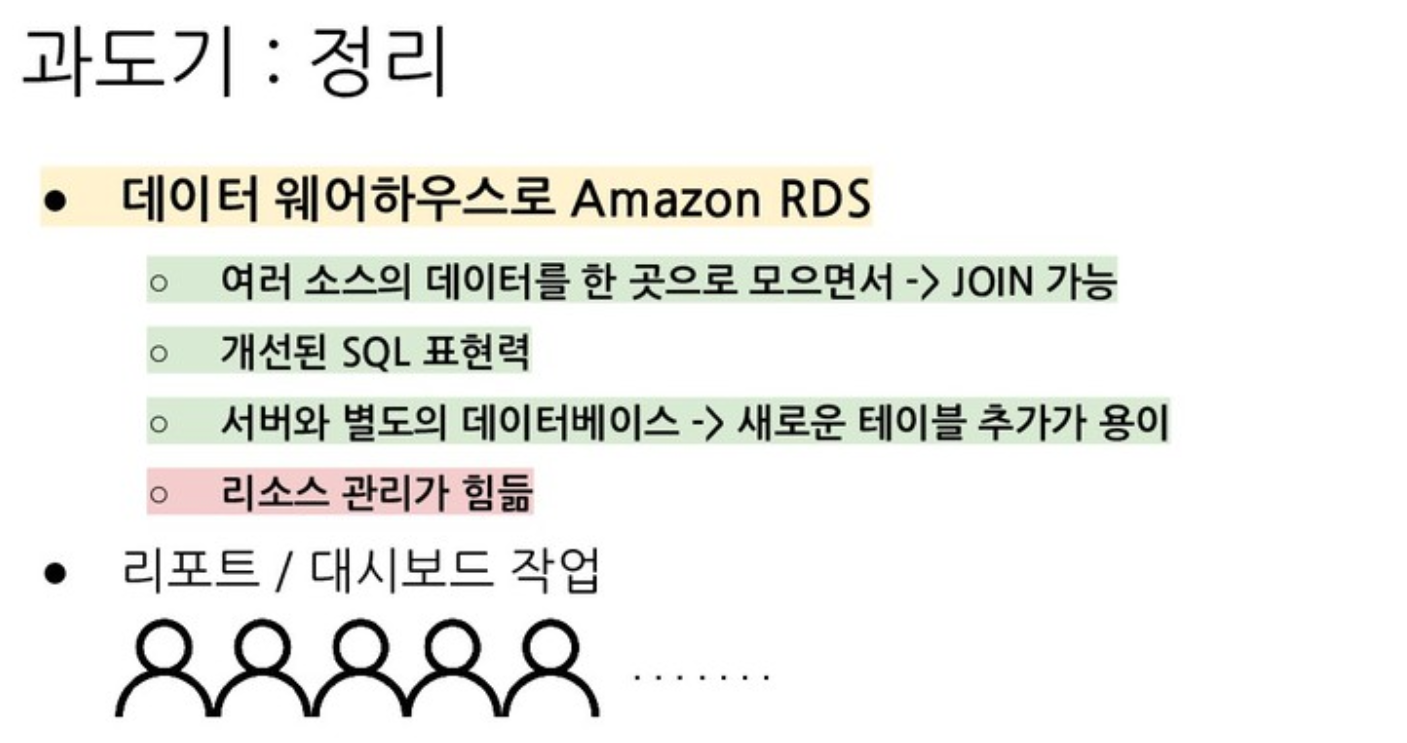 과도기 : 정리
● 데이터 웨어하우스로 Amazon RDS
○ 여러 소스의 데이터를 한 곳으로 모으면서 -> JOIN 가능
○ 개선된 SQL 표현력
○ 서버와 별도의 데이터베이스 -> 새로운 테이블 추가가 용이
○ 리소스 관리가 힘듦
● 리포트 / 대시보드 작업
.......